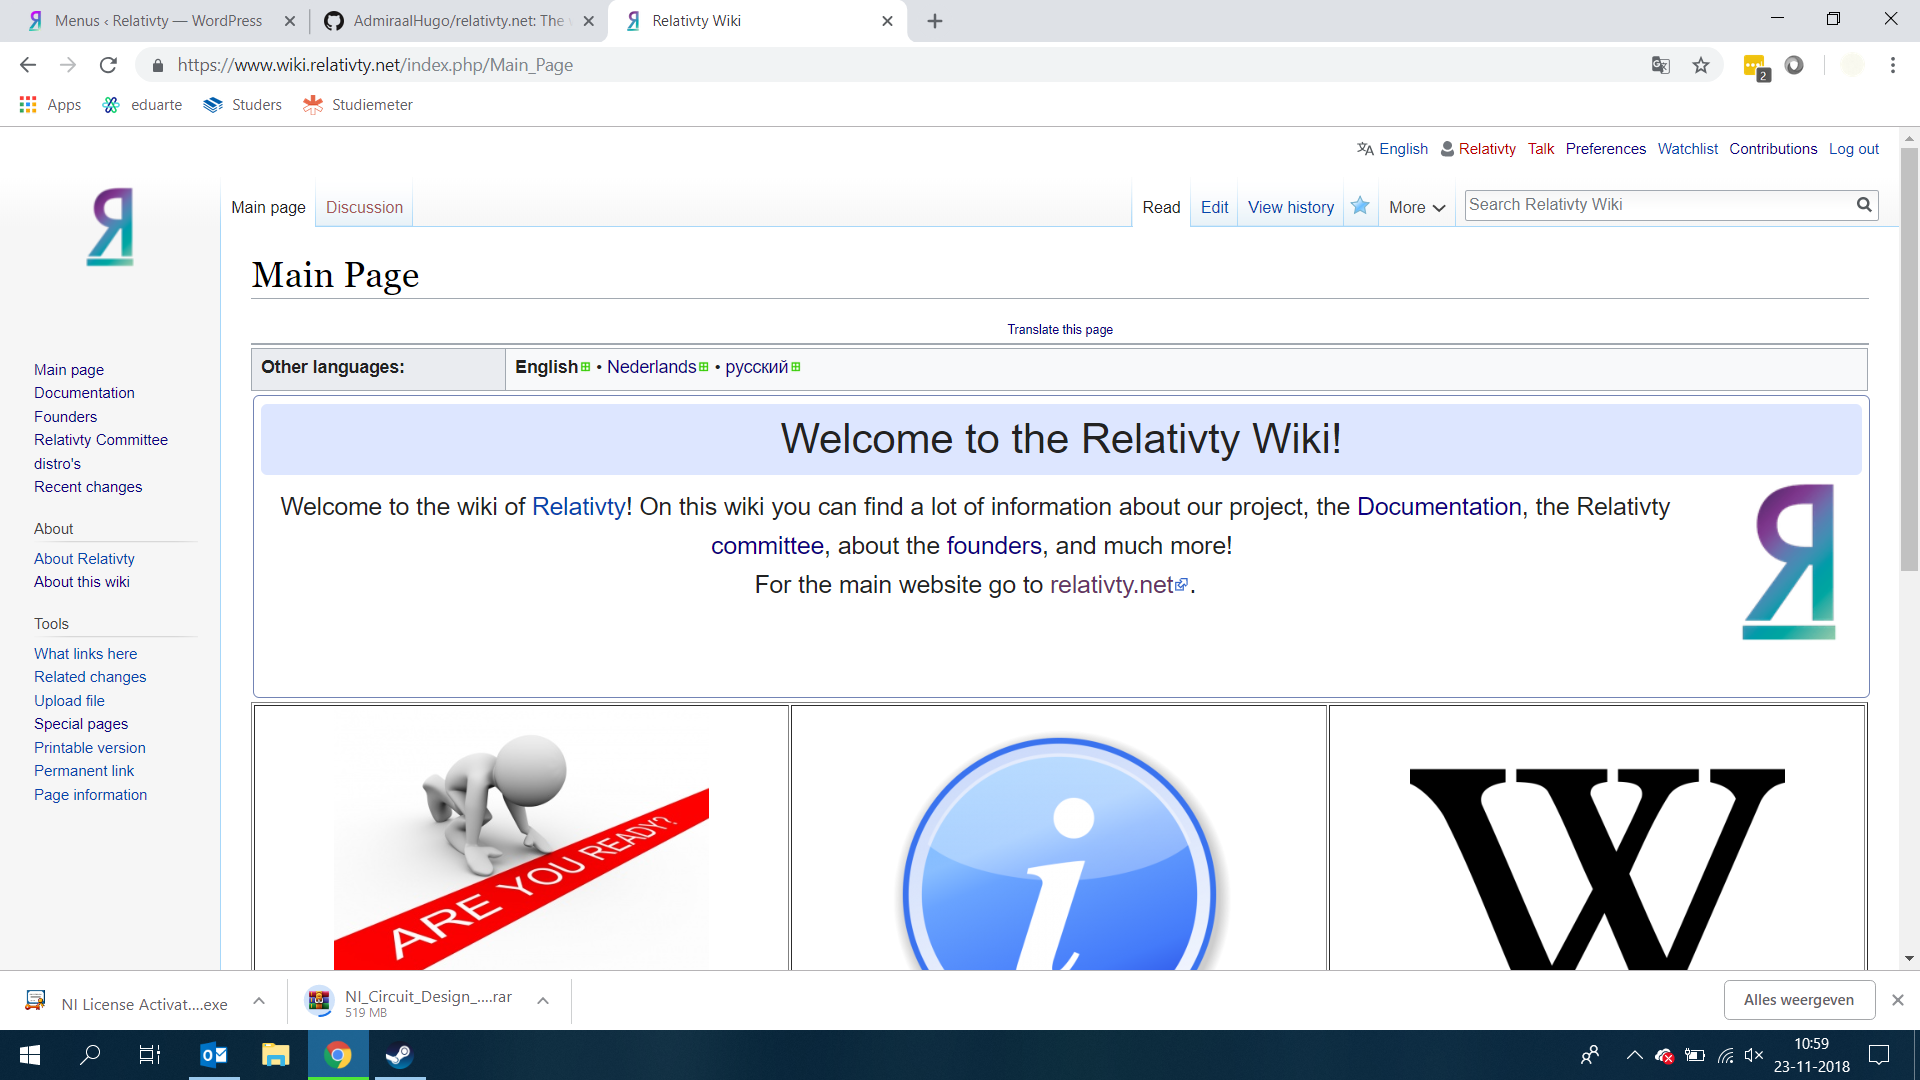 Menus ‹ Relativty — WordPress
AdmiraalHugo/relativty.net: The
Relativty Wiki
https://www.wiki.relativty.net/index.php/Main_Page
2
Apps
eduarte
Studers
Studiemeter
English
Relativty
Talk
Preferences
Watchlist
Contributions
Log out
Main page
Discussion
Read
Edit
View history
More
Search Relativty Wiki
Main Page
Translate this page
Other languages:
English • Nederlands • русский
Main page
Documentation
Founders
Relativty Committee
distro's
Recent changes
About
About Relativty
About this wiki
Tools
What links here
Related changes
Upload file
Special pages
Printable version
Permanent link
Page information
Welcome to the Relativty Wiki!
Welcome to the wiki of Relativty! On this wiki you can find a lot of information about our project, the Documentation, the Relativty
committee, about the founders, and much more!
For the main website go to relativty.net.
ARE YOU READY?
i
W
NI License Activat....exe
NI_Circuit_Design_....rar
519 MB
Alles weergeven
10:59
23-11-2018